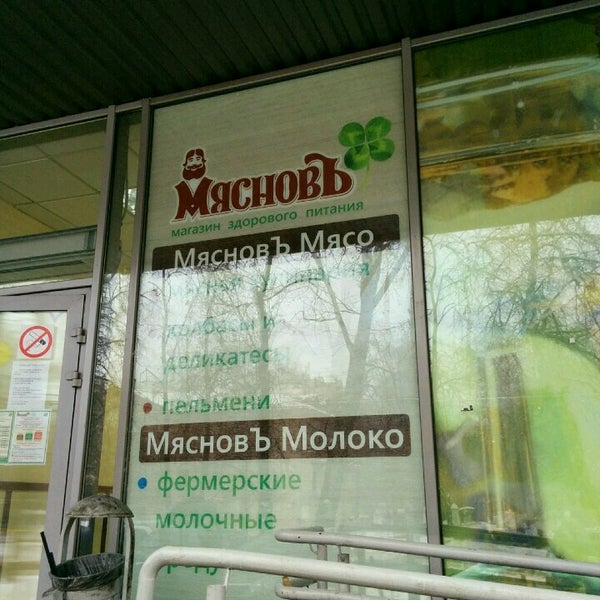 МЯСНОВЪ
магазин здорового питания
МясновЪ Мясо
колбасы и
деликатесы
• пельмени
МясновЪ Молоко
• фермерские
молочные